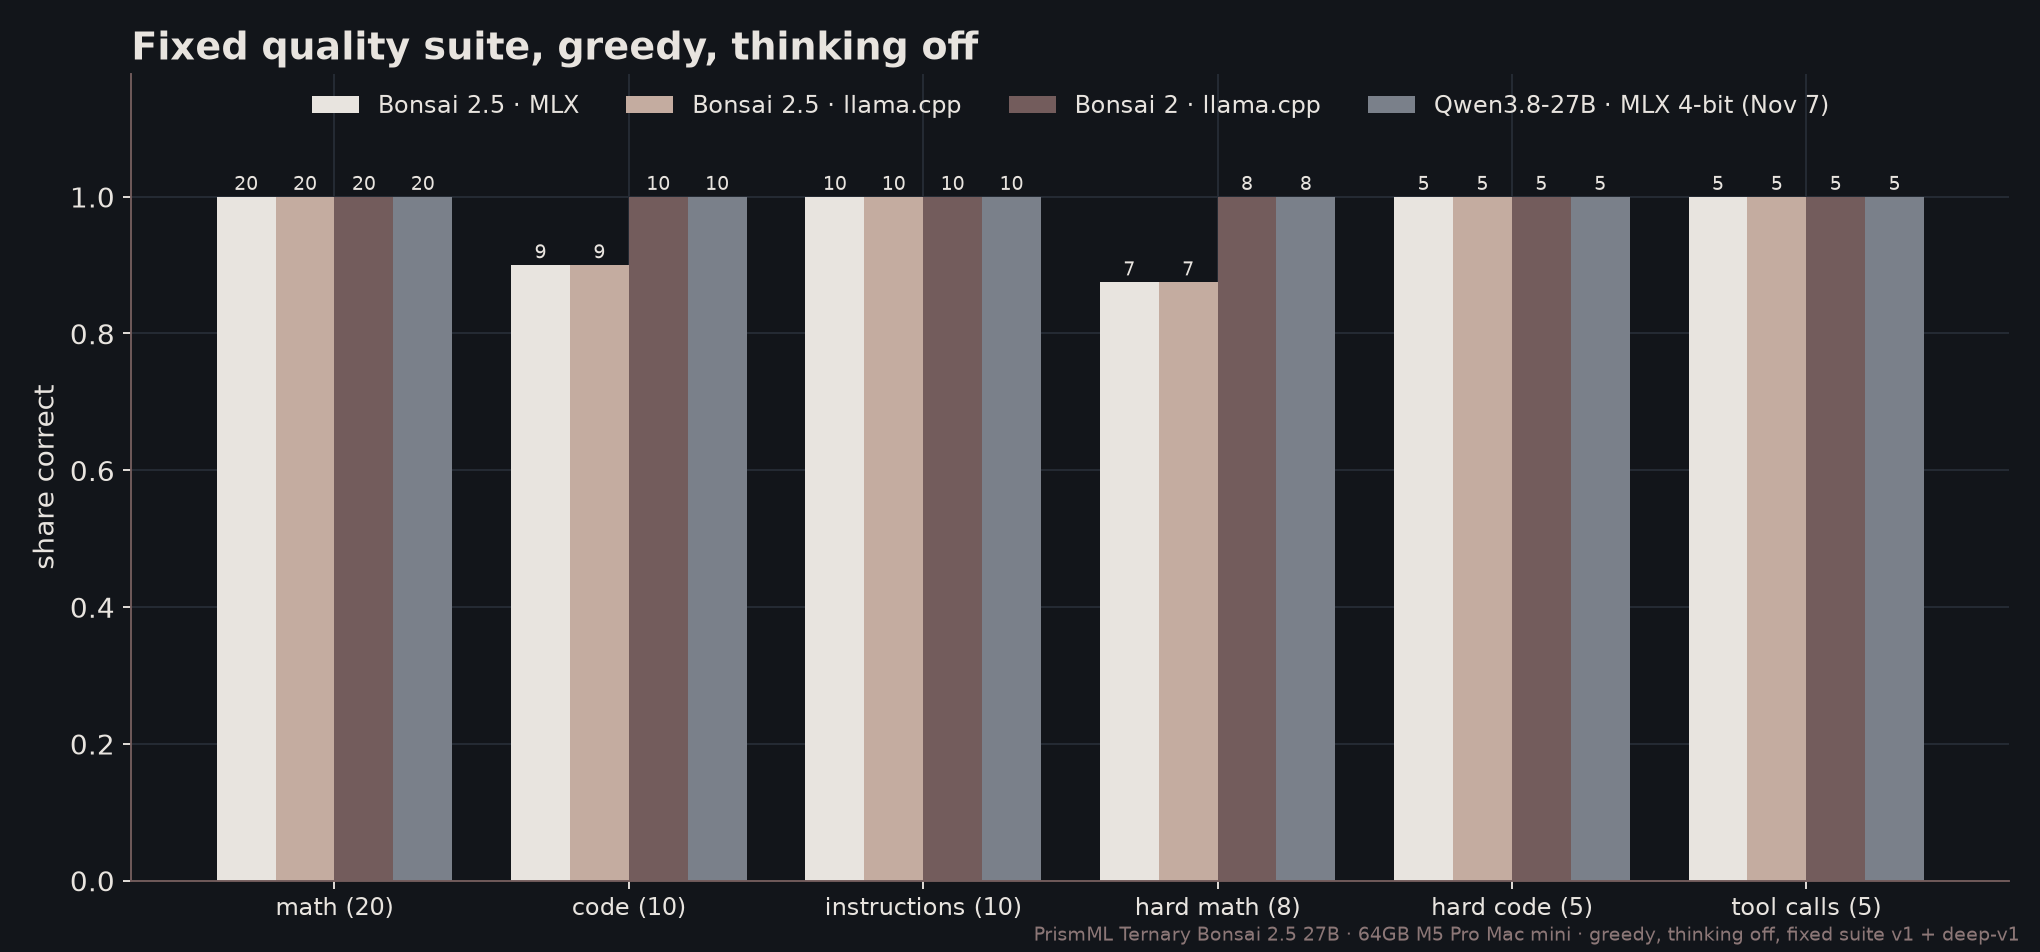 Fixed quality suite, greedy, thinking off
Bonsai 2.5 · MLX
Bonsai 2.5 · llama.cpp
Bonsai 2 · llama.cpp
Qwen3.8-27B · MLX 4-bit (Nov 7)
20 20 20 20
9 9 10 10
10 10 10 10
7 7 8 8
5 5 5 5
5 5 5 5
1.0
0.8
0.6
0.4
0.2
0.0
share correct
math (20)
code (10)
instructions (10)
hard math (8)
hard code (5)
tool calls (5)
PrismML Ternary Bonsai 2.5 27B · 64GB M5 Pro Mac mini · greedy, thinking off, fixed suite v1 + deep-v1